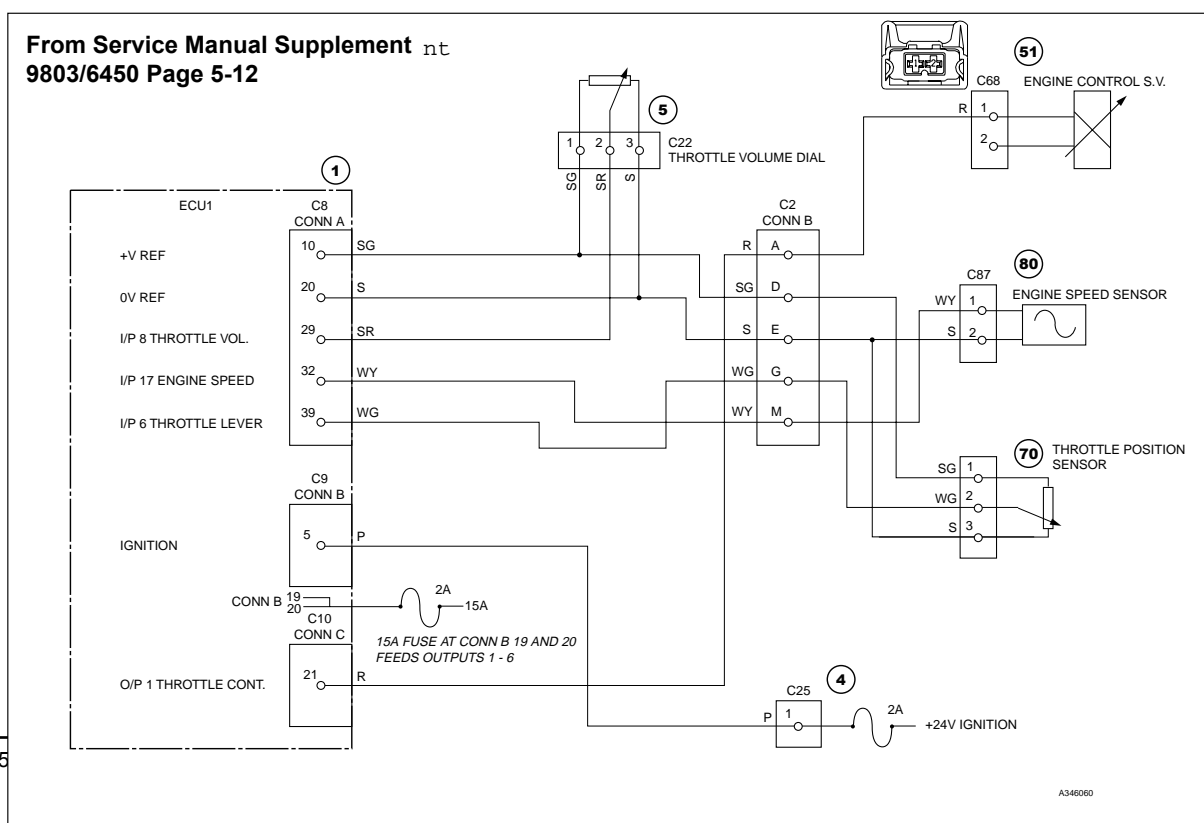 From Service Manual Supplement nt
9803/6450 Page 5-12
51
C68
ENGINE CONTROL S.V.
R 1
2
5
1 2 3
C22
THROTTLE VOLUME DIAL
SG SR S
1
ECU1
C8
CONN A
C2
CONN B
+V REF
10 SG
R A
0V REF
20 S
SG D
I/P 8 THROTTLE VOL.
29 SR
S E
I/P 17 ENGINE SPEED
32 WY
WG G
I/P 6 THROTTLE LEVER
39 WG
WY M
80
C87
ENGINE SPEED SENSOR
WY 1
S 2
70
THROTTLE POSITION
SENSOR
SG 1
WG 2
S 3
C9
CONN B
IGNITION
5 P
CONN B 19
20
2A
15A
C10
CONN C
15A FUSE AT CONN B 19 AND 20
FEEDS OUTPUTS 1 - 6
O/P 1 THROTTLE CONT.
21 R
4
C25
P 1
2A
+24V IGNITION
5
A346060